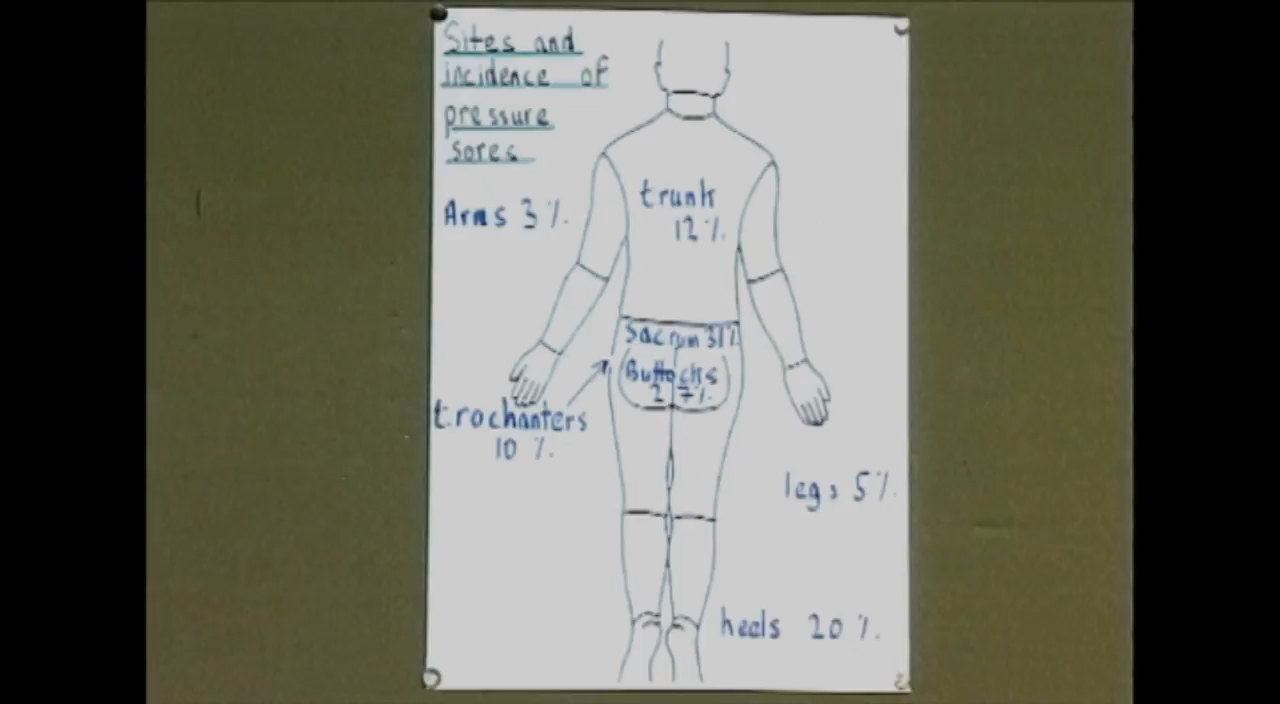 Sites and
incidence of
pressure
sores
Arms 3%.
trunk
12%.
Sacrum 31%
Buttocks
27%.
trochanters
10 %.
legs 5%.
heels 20 %.